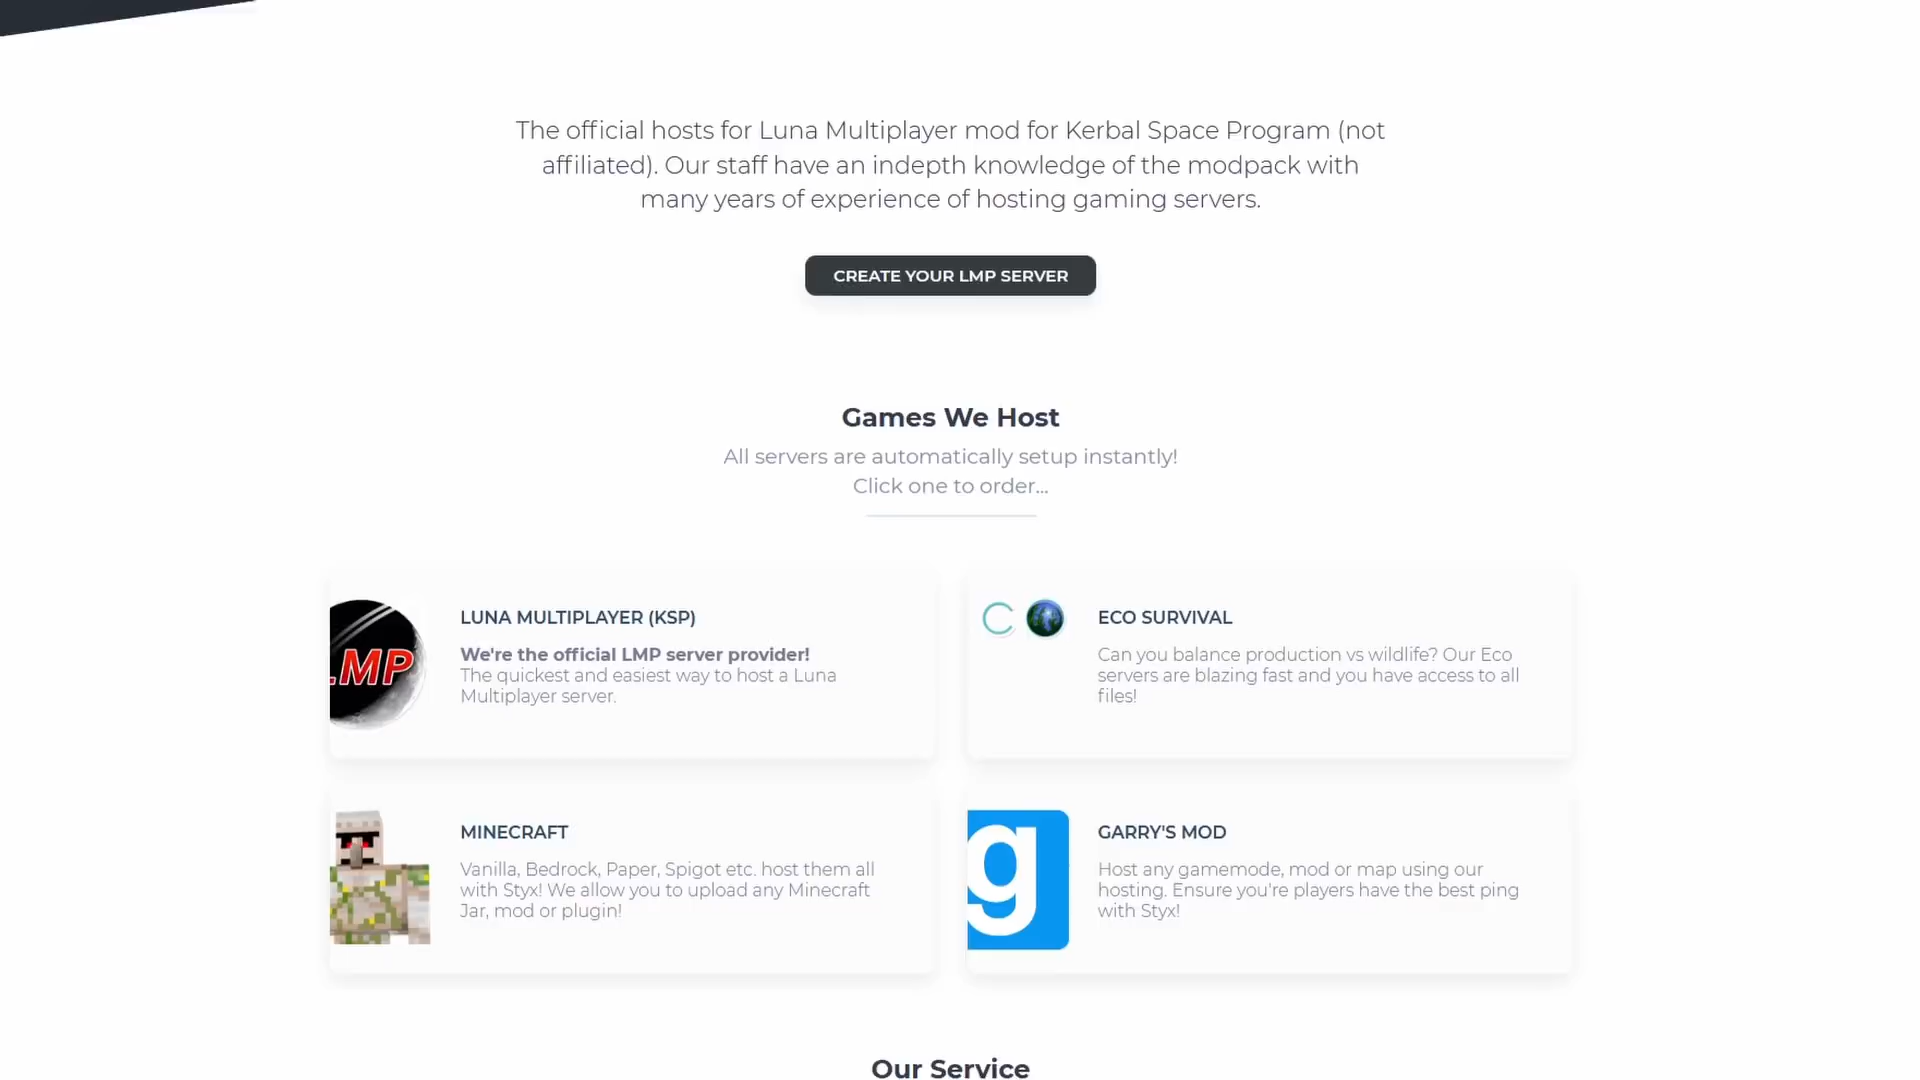 The official hosts for Luna Multiplayer mod for Kerbal Space Program (not
affiliated). Our staff have an indepth knowledge of the modpack with
many years of experience of hosting gaming servers.
CREATE YOUR LMP SERVER
Games We Host
All servers are automatically setup instantly!
Click one to order...
LMP
LUNA MULTIPLAYER (KSP)
We're the official LMP server provider!
The quickest and easiest way to host a Luna
Multiplayer server.
ECO SURVIVAL
Can you balance production vs wildlife? Our Eco
servers are blazing fast and you have access to all
files!
MINECRAFT
Vanilla, Bedrock, Paper, Spigot etc. host them all
with Styx! We allow you to upload any Minecraft
Jar, mod or plugin!
g
GARRY'S MOD
Host any gamemode, mod or map using our
hosting. Ensure you're players have the best ping
with Styx!
Our Service